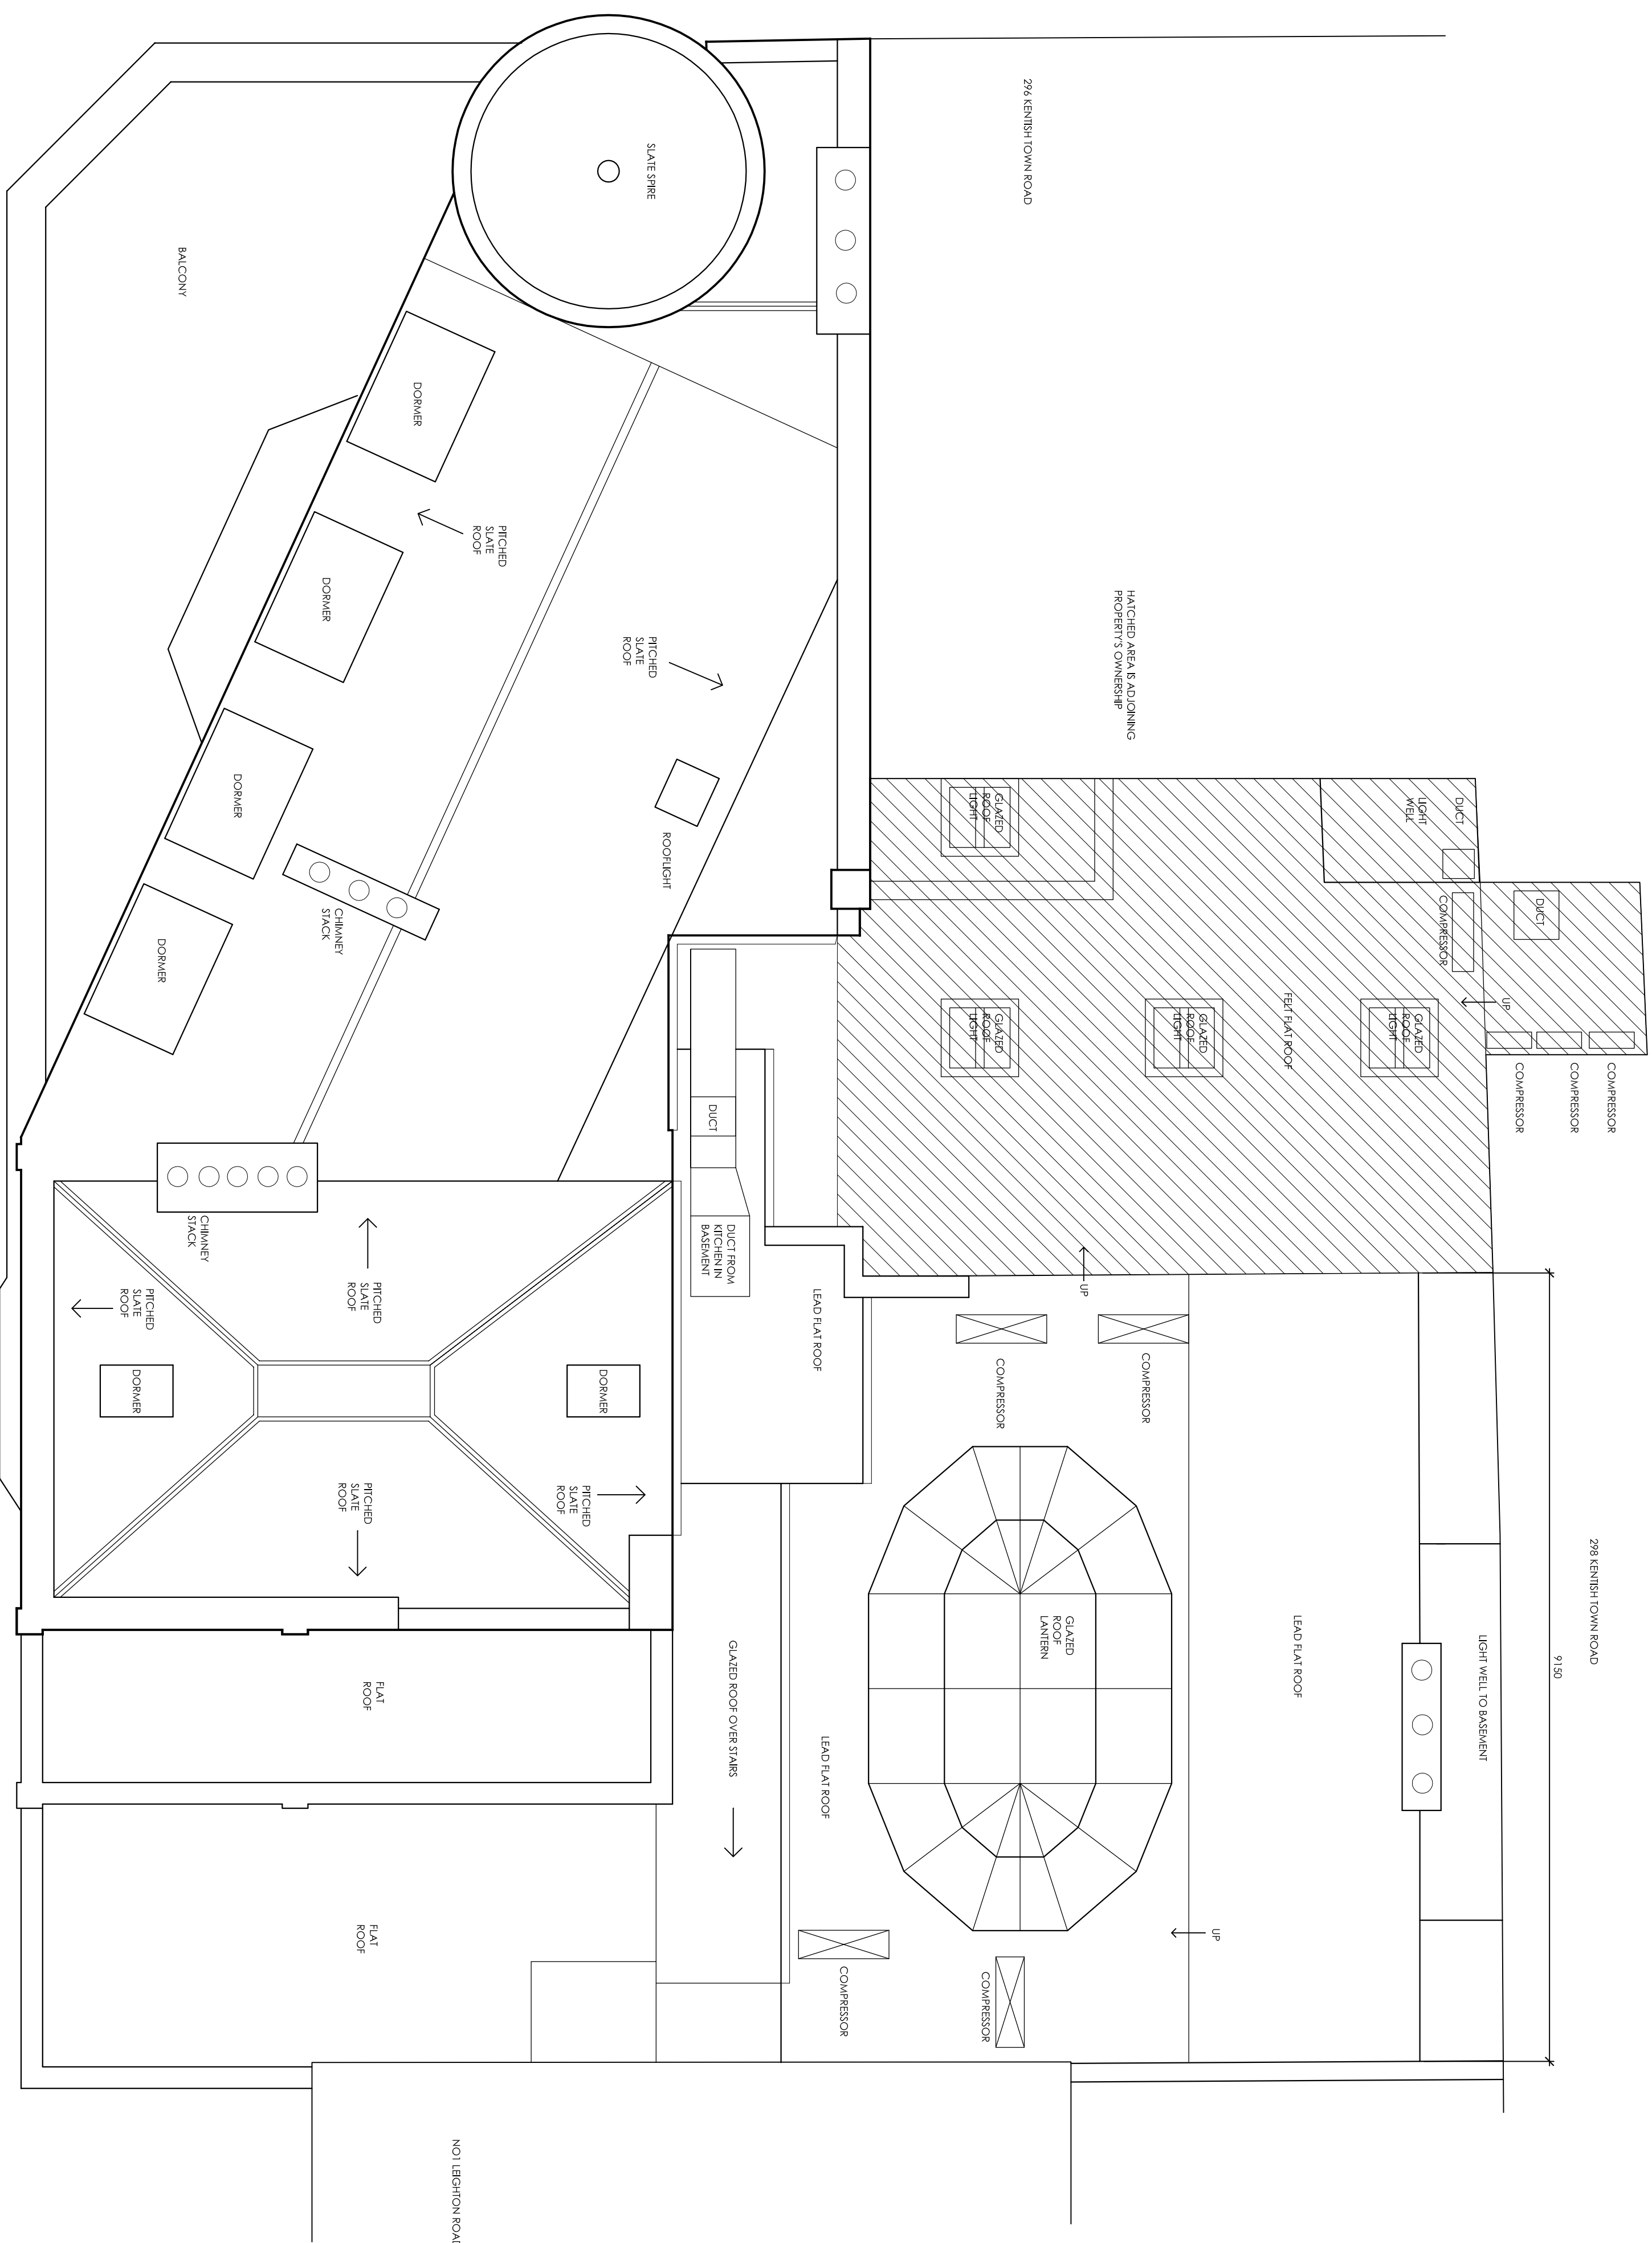 296 KENTISH TOWN ROAD
SLATE SPIRE
BALCONY
DORMER
PITCHED
SLATE
ROOF
DORMER
PITCHED
SLATE
ROOF
HATCHED AREA IS ADJOINING
PROPERTY'S OWNERSHIP
DORMER
ROOFLIGHT
CHIMNEY
STACK
DORMER
GLAZED
ROOF
LIGHT
DUCT
LIGHT
WELL
DUCT
COMPRESSOR
UP
GLAZED
ROOF
LIGHT
GLAZED
ROOF
LIGHT
FELT FLAT ROOF
GLAZED
ROOF
LIGHT
COMPRESSOR
COMPRESSOR
COMPRESSOR
DUCT
DUCT FROM
KITCHEN IN
BASEMENT
CHIMNEY
STACK
PITCHED
SLATE
ROOF
PITCHED
SLATE
ROOF
DORMER
DORMER
PITCHED
SLATE
ROOF
PITCHED
SLATE
ROOF
LEAD FLAT ROOF
UP
COMPRESSOR
COMPRESSOR
GLAZED
ROOF
LANTERN
LEAD FLAT ROOF
LIGHT WELL TO BASEMENT
9150
298 KENTISH TOWN ROAD
GLAZED ROOF OVER STAIRS
LEAD FLAT ROOF
FLAT
ROOF
FLAT
ROOF
UP
COMPRESSOR
COMPRESSOR
NO1 LEIGHTON ROAD